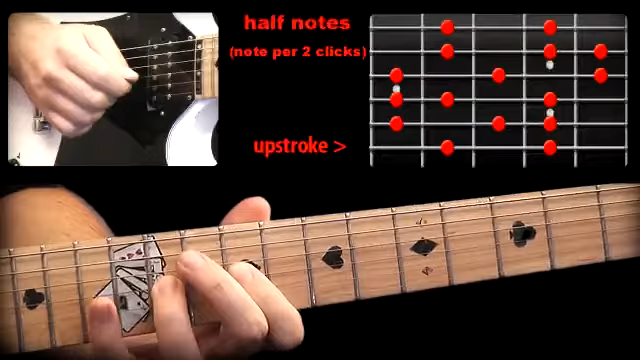 half notes
(note per 2 clicks)
upstroke >